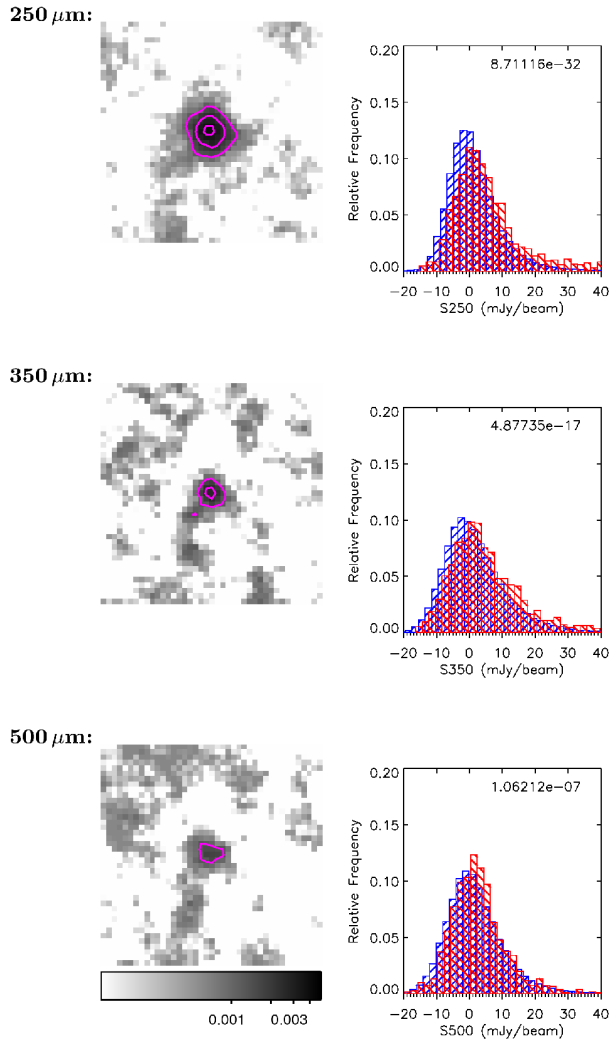 250 μm:
0.20
8.71116e−32
0.15
0.10
0.05
0.00
Relative Frequency
−20 −10 0 10 20 30 40
S250 (mJy/beam)
350 μm:
0.20
4.87735e−17
0.15
0.10
0.05
0.00
Relative Frequency
−20 −10 0 10 20 30 40
S350 (mJy/beam)
500 μm:
0.20
1.06212e−07
0.15
0.10
0.05
0.00
Relative Frequency
−20 −10 0 10 20 30 40
S500 (mJy/beam)
0.001 0.003